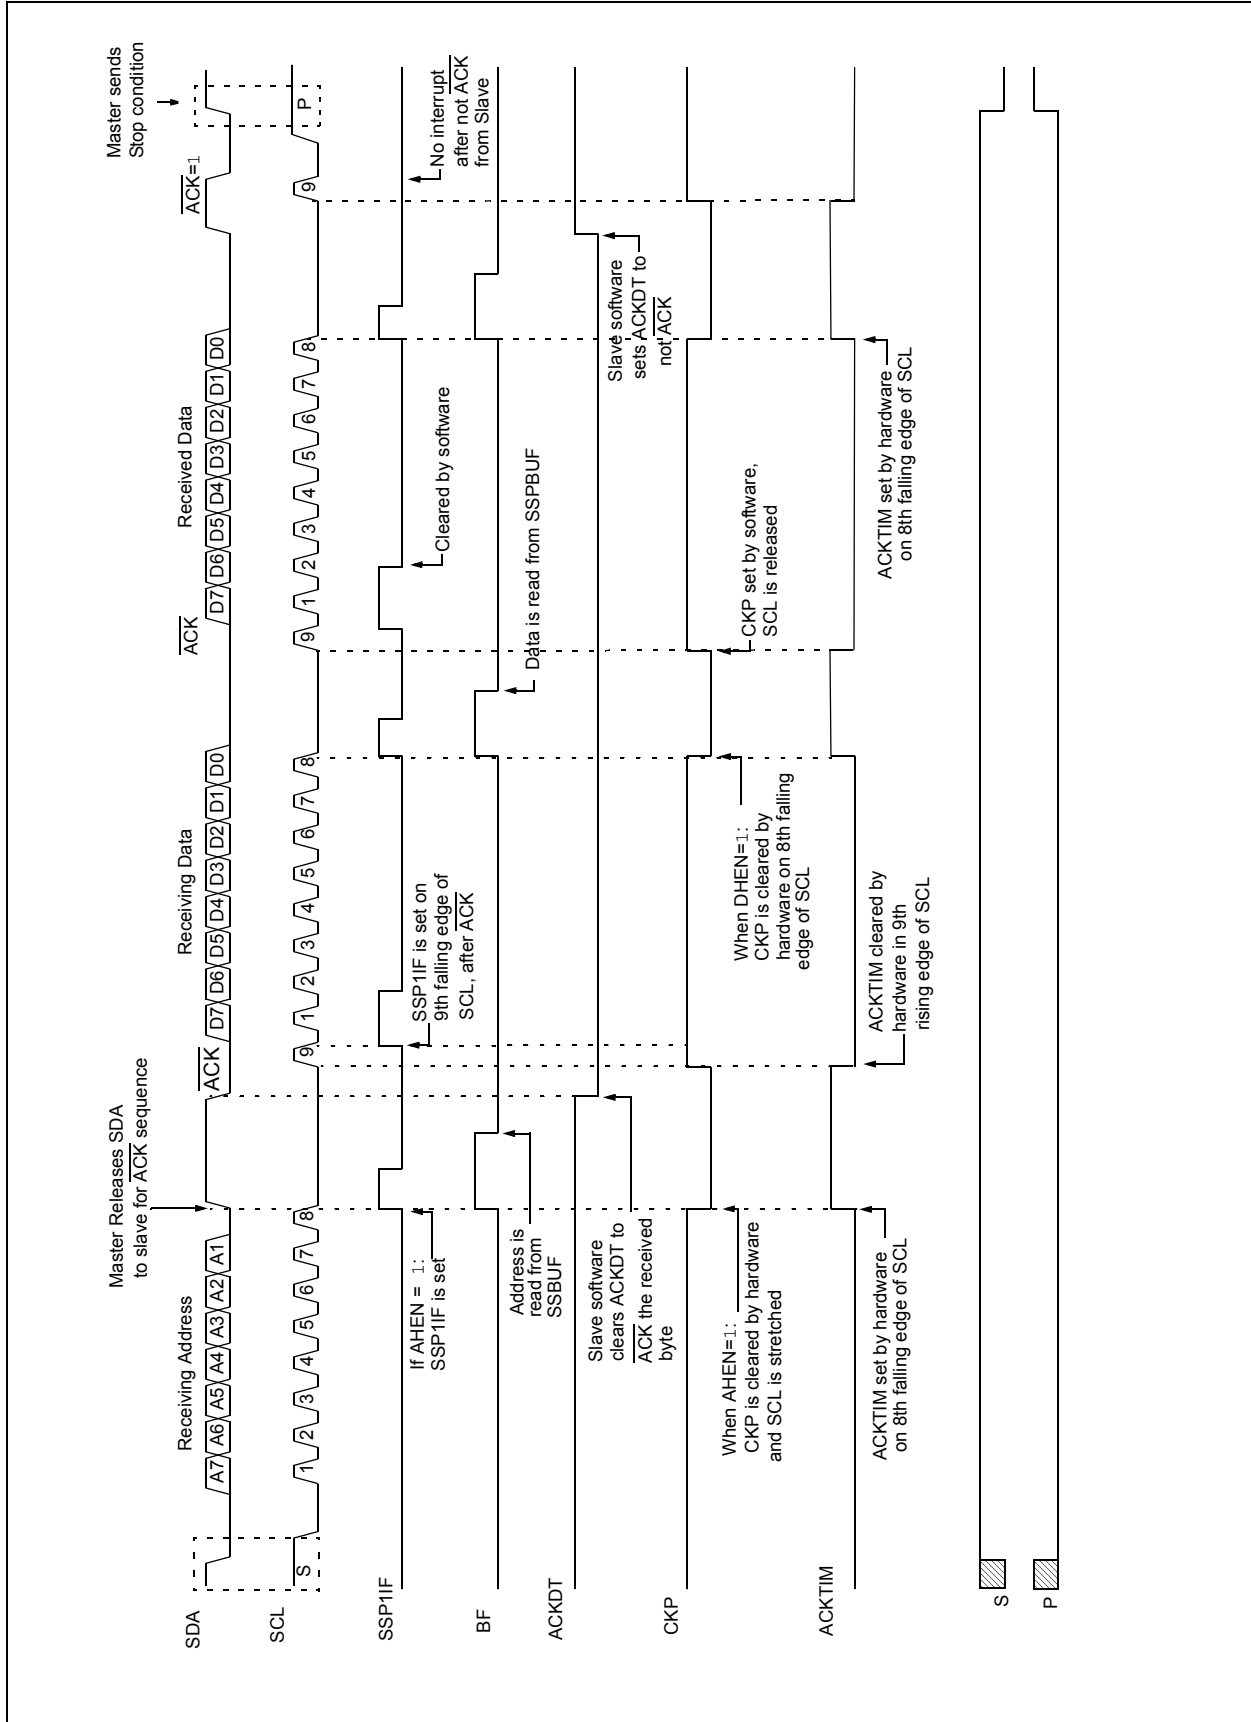 Master Releases SDA
to slave for ACK sequence
Master sends
Stop condition
Receiving Address
Receiving Data
Received Data
ACK
ACK
ACK=1
SDA
A7 A6 A5 A4 A3 A2 A1
D7 D6 D5 D4 D3 D2 D1 D0
D7 D6 D5 D4 D3 D2 D1 D0
SCL
S
1 2 3 4 5 6 7 8 9
1 2 3 4 5 6 7 8 9
1 2 3 4 5 6 7 8 9
P
SSP1IF
If AHEN = 1:
SSP1IF is set
SSP1IF is set on
9th falling edge of
SCL, after ACK
Cleared by software
No interrupt
after not ACK
from Slave
BF
Address is
read from
SSBUF
Data is read from SSPBUF
ACKDT
Slave software
clears ACKDT to
ACK the received
byte
Slave software
sets ACKDT to
not ACK
CKP
When AHEN=1:
CKP is cleared by hardware
and SCL is stretched
When DHEN=1:
CKP is cleared by
hardware on 8th falling
edge of SCL
CKP set by software,
SCL is released
ACKTIM
ACKTIM set by hardware
on 8th falling edge of SCL
ACKTIM cleared by
hardware in 9th
rising edge of SCL
ACKTIM set by hardware
on 8th falling edge of SCL
S
P